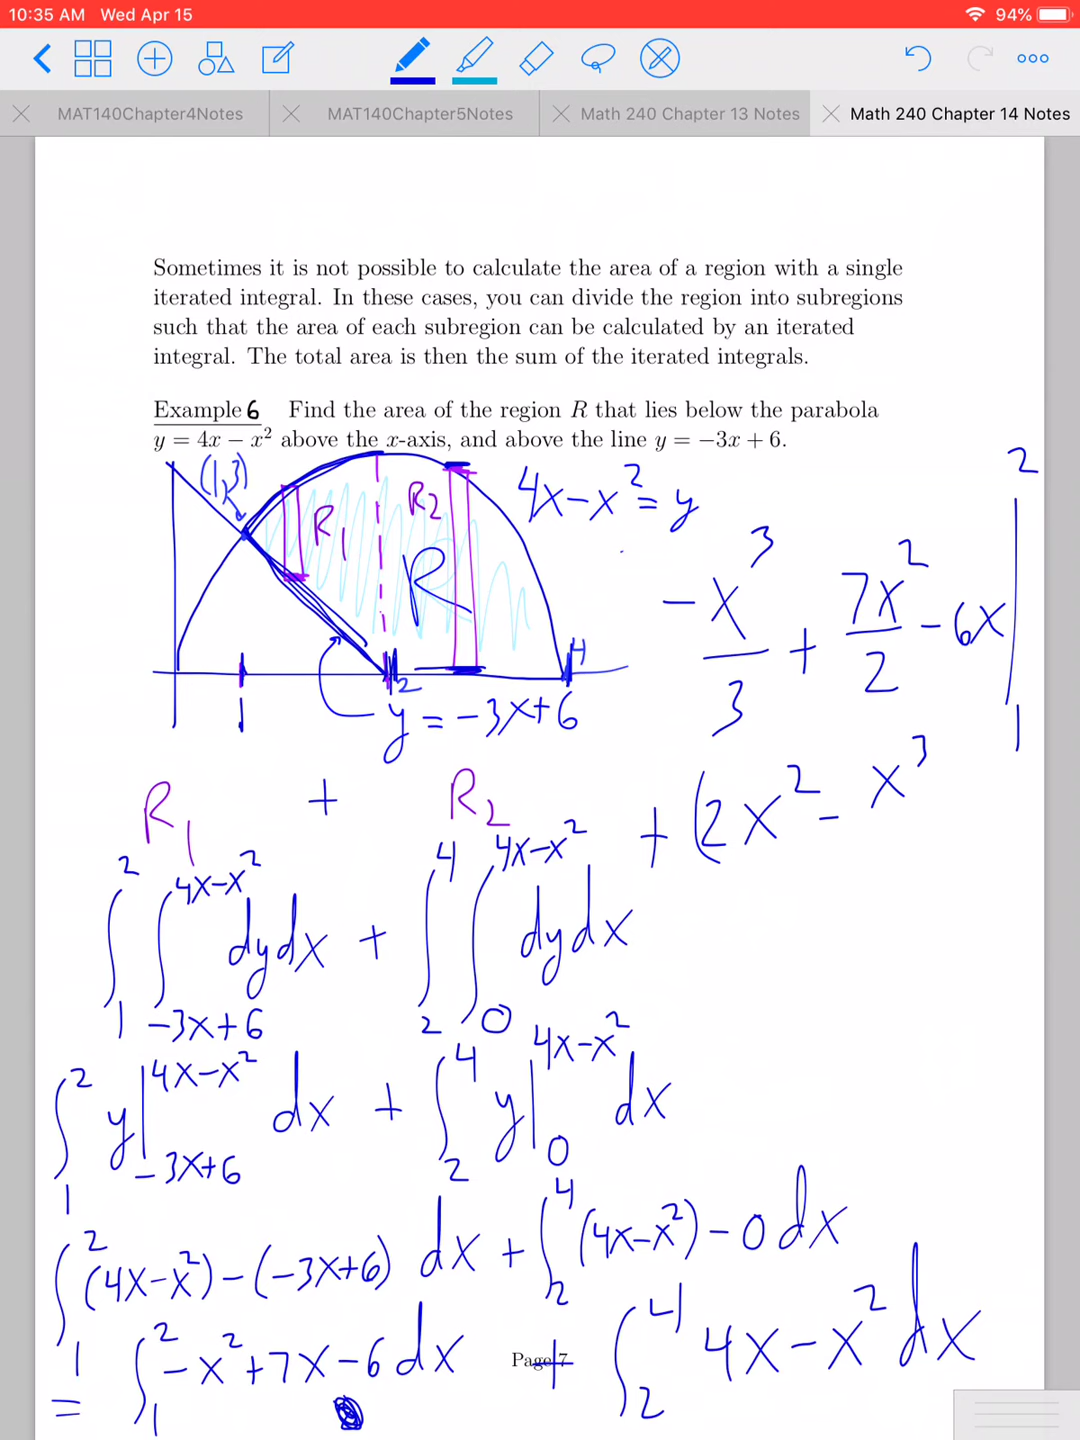 10:35 AM Wed Apr 15 94%
MAT140Chapter4Notes MAT140Chapter5Notes Math 240 Chapter 13 Notes Math 240 Chapter 14 Notes
Sometimes it is not possible to calculate the area of a region with a single
iterated integral. In these cases, you can divide the region into subregions
such that the area of each subregion can be calculated by an iterated
integral. The total area is then the sum of the iterated integrals.
Example 6 Find the area of the region R that lies below the parabola
y = 4x − x² above the x-axis, and above the line y = −3x + 6.
(1,3)
R₁ R₂
R
1 2 4
y = -3x+6
4x-x² = y
-x³/3 + 7x²/2 - 6x |₁²
+ (2x² - x³
R₁ + R₂
∫₁² ∫_{-3x+6}^{4x-x²} dydx + ∫₂⁴ ∫₀^{4x-x²} dydx
∫₁² y|_{-3x+6}^{4x-x²} dx + ∫₂⁴ y|₀^{4x-x²} dx
∫₁² (4x-x²)-(-3x+6) dx + ∫₂⁴ (4x-x²)-0 dx
= ∫₁² -x²+7x-6 dx + ∫₂⁴ 4x-x² dx
Page 7